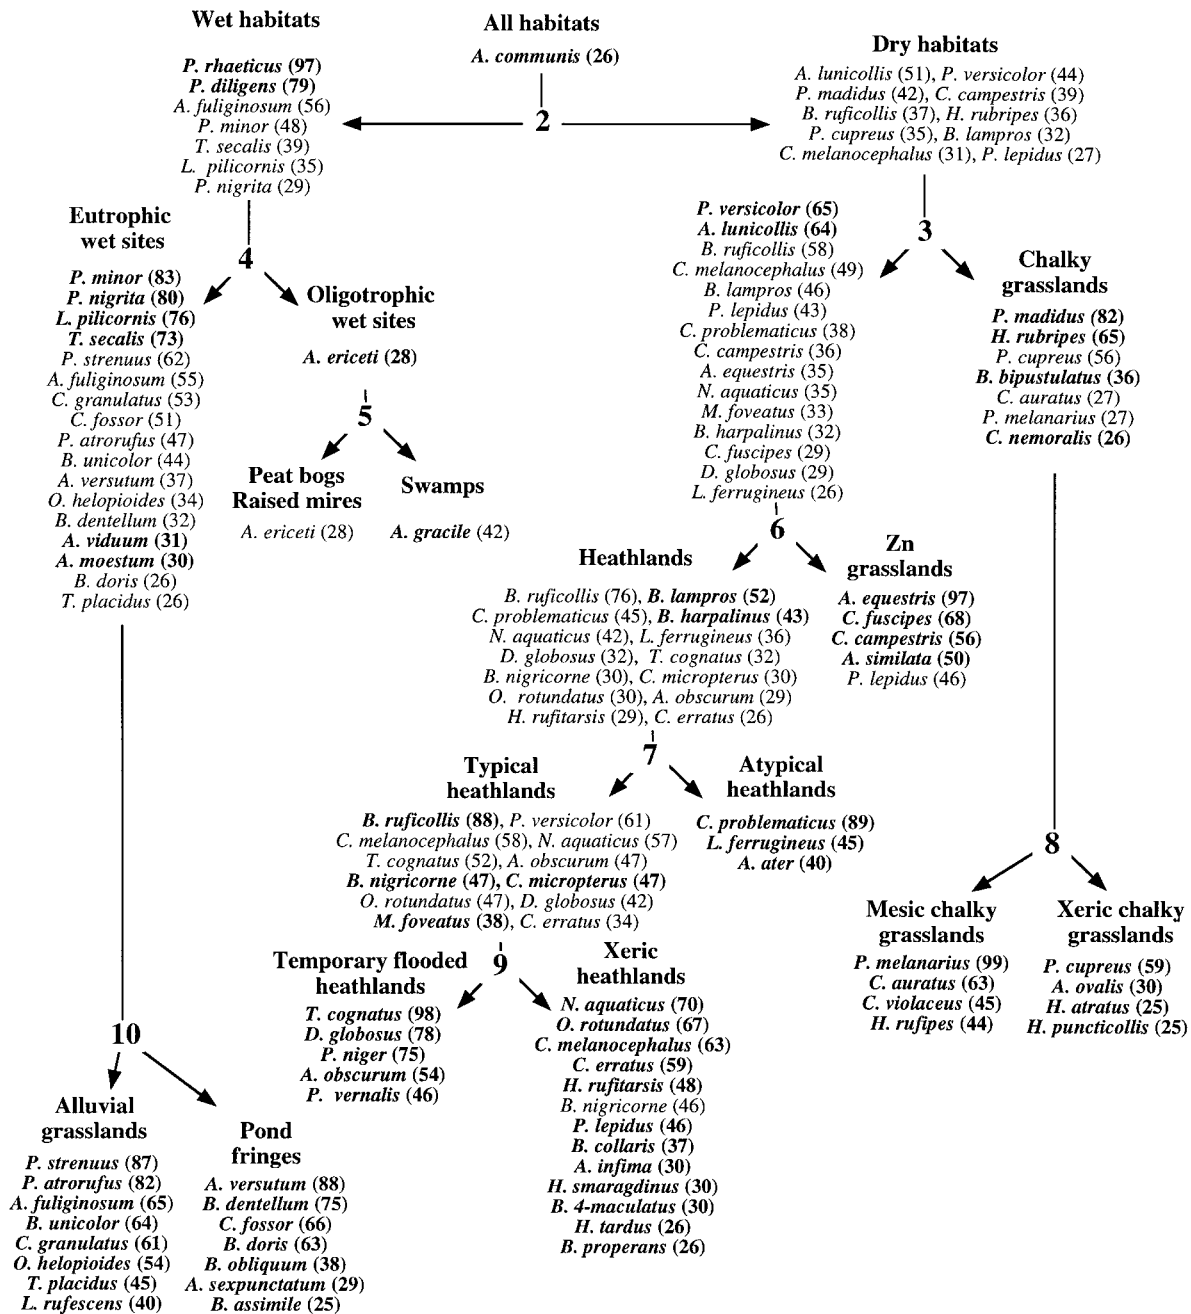 Wet habitats
P. rhaeticus (97)
P. diligens (79)
A. fuliginosum (56)
P. minor (48)
T. secalis (39)
L. pilicornis (35)
P. nigrita (29)
All habitats
A. communis (26)
2
Dry habitats
A. lunicollis (51), P. versicolor (44)
P. madidus (42), C. campestris (39)
B. ruficollis (37), H. rubripes (36)
P. cupreus (35), B. lampros (32)
C. melanocephalus (31), P. lepidus (27)
Eutrophic
wet sites
P. minor (83)
P. nigrita (80)
L. pilicornis (76)
T. secalis (73)
P. strenuus (62)
A. fuliginosum (55)
C. granulatus (53)
C. fossor (51)
P. atrorufus (47)
B. unicolor (44)
A. versutum (37)
O. helopioides (34)
B. dentellum (32)
A. viduum (31)
A. moestum (30)
B. doris (26)
T. placidus (26)
4
Oligotrophic
wet sites
A. ericeti (28)
5
Peat bogs
Raised mires
A. ericeti (28)
Swamps
A. gracile (42)
P. versicolor (65)
A. lunicollis (64)
B. ruficollis (58)
C. melanocephalus (49)
B. lampros (46)
P. lepidus (43)
C. problematicus (38)
C. campestris (36)
A. equestris (35)
N. aquaticus (35)
M. foveatus (33)
B. harpalinus (32)
C. fuscipes (29)
D. globosus (29)
L. ferrugineus (26)
3
Chalky
grasslands
P. madidus (82)
H. rubripes (65)
P. cupreus (56)
B. bipustulatus (36)
C. auratus (27)
P. melanarius (27)
C. nemoralis (26)
6
Heathlands
B. ruficollis (76), B. lampros (52)
C. problematicus (45), B. harpalinus (43)
N. aquaticus (42), L. ferrugineus (36)
D. globosus (32), T. cognatus (32)
B. nigricorne (30), C. micropterus (30)
O. rotundatus (30), A. obscurum (29)
H. rufitarsis (29), C. erratus (26)
Zn
grasslands
A. equestris (97)
C. fuscipes (68)
C. campestris (56)
A. similata (50)
P. lepidus (46)
7
Typical
heathlands
B. ruficollis (88), P. versicolor (61)
C. melanocephalus (58), N. aquaticus (57)
T. cognatus (52), A. obscurum (47)
B. nigricorne (47), C. micropterus (47)
O. rotundatus (47), D. globosus (42)
M. foveatus (38), C. erratus (34)
Atypical
heathlands
C. problematicus (89)
L. ferrugineus (45)
A. ater (40)
8
Mesic chalky
grasslands
P. melanarius (99)
C. auratus (63)
C. violaceus (45)
H. rufipes (44)
Xeric chalky
grasslands
P. cupreus (59)
A. ovalis (30)
H. atratus (25)
H. puncticollis (25)
9
Temporary flooded
heathlands
T. cognatus (98)
D. globosus (78)
P. niger (75)
A. obscurum (54)
P. vernalis (46)
Xeric
heathlands
N. aquaticus (70)
O. rotundatus (67)
C. melanocephalus (63)
C. erratus (59)
H. rufitarsis (48)
B. nigricorne (46)
P. lepidus (46)
B. collaris (37)
A. infima (30)
H. smaragdinus (30)
B. 4-maculatus (30)
H. tardus (26)
B. properans (26)
10
Alluvial
grasslands
P. strenuus (87)
P. atrorufus (82)
A. fuliginosum (65)
B. unicolor (64)
C. granulatus (61)
O. helopioides (54)
T. placidus (45)
L. rufescens (40)
Pond
fringes
A. versutum (88)
B. dentellum (75)
C. fossor (66)
B. doris (63)
B. obliquum (38)
A. sexpunctatum (29)
B. assimile (25)